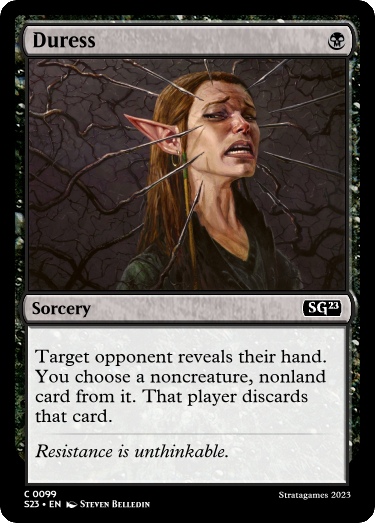 Duress
Sorcery
SG23
Target opponent reveals their hand.
You choose a noncreature, nonland
card from it. That player discards
that card.
Resistance is unthinkable.
C 0099
S23 • EN Steven Belledin
Stratagames 2023